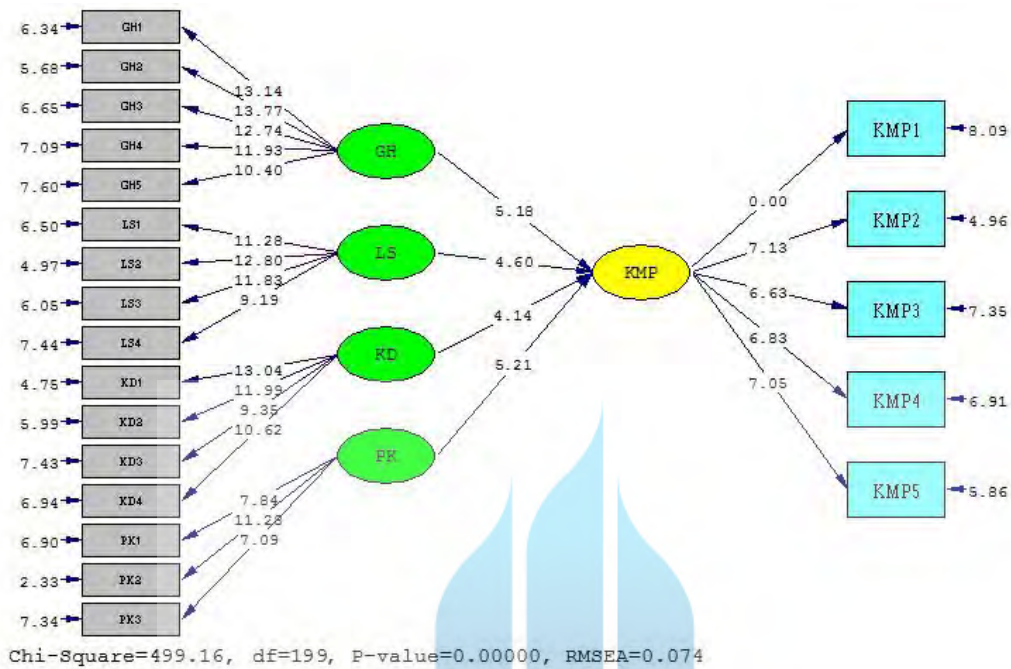 6.34 GH1
5.68 GH2
6.65 GH3
7.09 GH4
7.60 GH5
6.50 LS1
4.97 LS2
6.05 LS3
7.44 LS4
4.75 KD1
5.99 KD2
7.43 KD3
6.94 KD4
6.90 PK1
2.33 PK2
7.34 PK3
13.14
13.77
12.74
11.93
10.40
11.28
12.80
11.83
9.19
13.04
11.99
9.35
10.62
7.84
11.28
7.09
GH
LS
KD
PK
5.18
4.60
4.14
5.21
KMP
0.00
7.13
6.63
6.83
7.05
KMP1 8.09
KMP2 4.96
KMP3 7.35
KMP4 6.91
KMP5 5.86
Chi-Square=499.16, df=199, P-value=0.00000, RMSEA=0.074